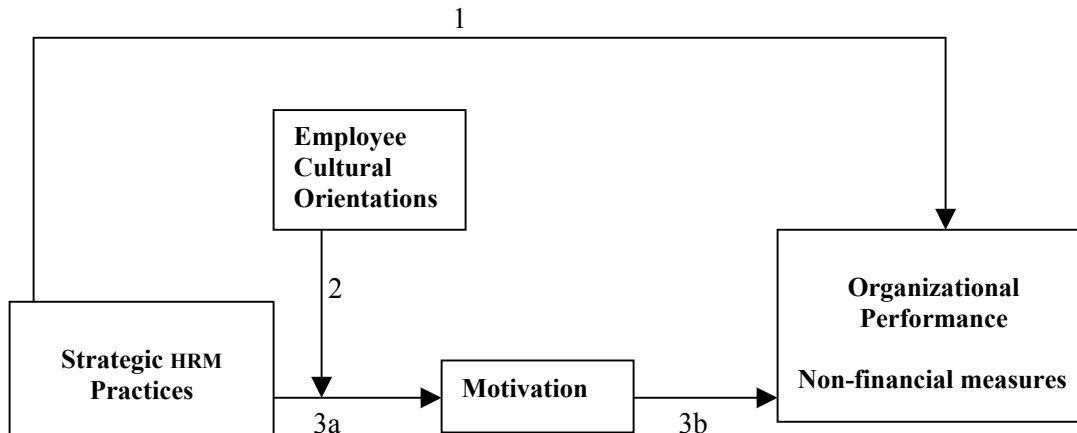 1
Employee
Cultural
Orientations
2
Organizational
Performance
Non-financial measures
Strategic HRM
Practices
Motivation
3a
3b